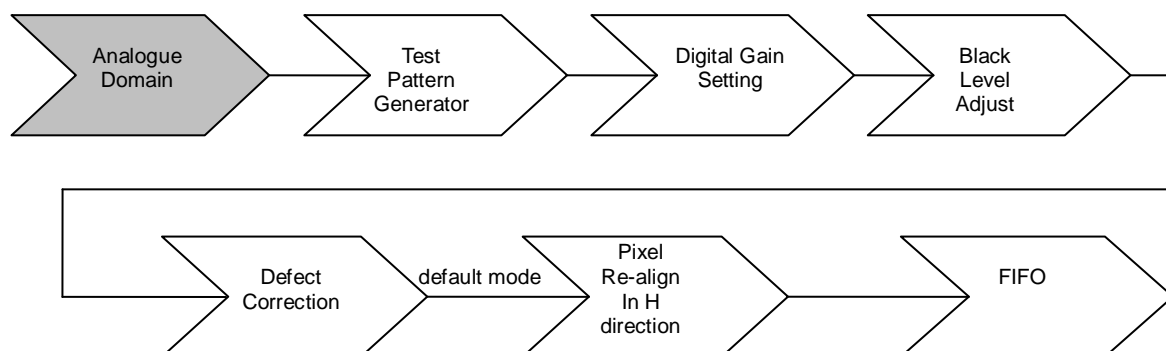 Analogue
Domain
Test
Pattern
Generator
Digital Gain
Setting
Black
Level
Adjust
Defect
Correction
default mode
Pixel
Re-align
In H
direction
FIFO